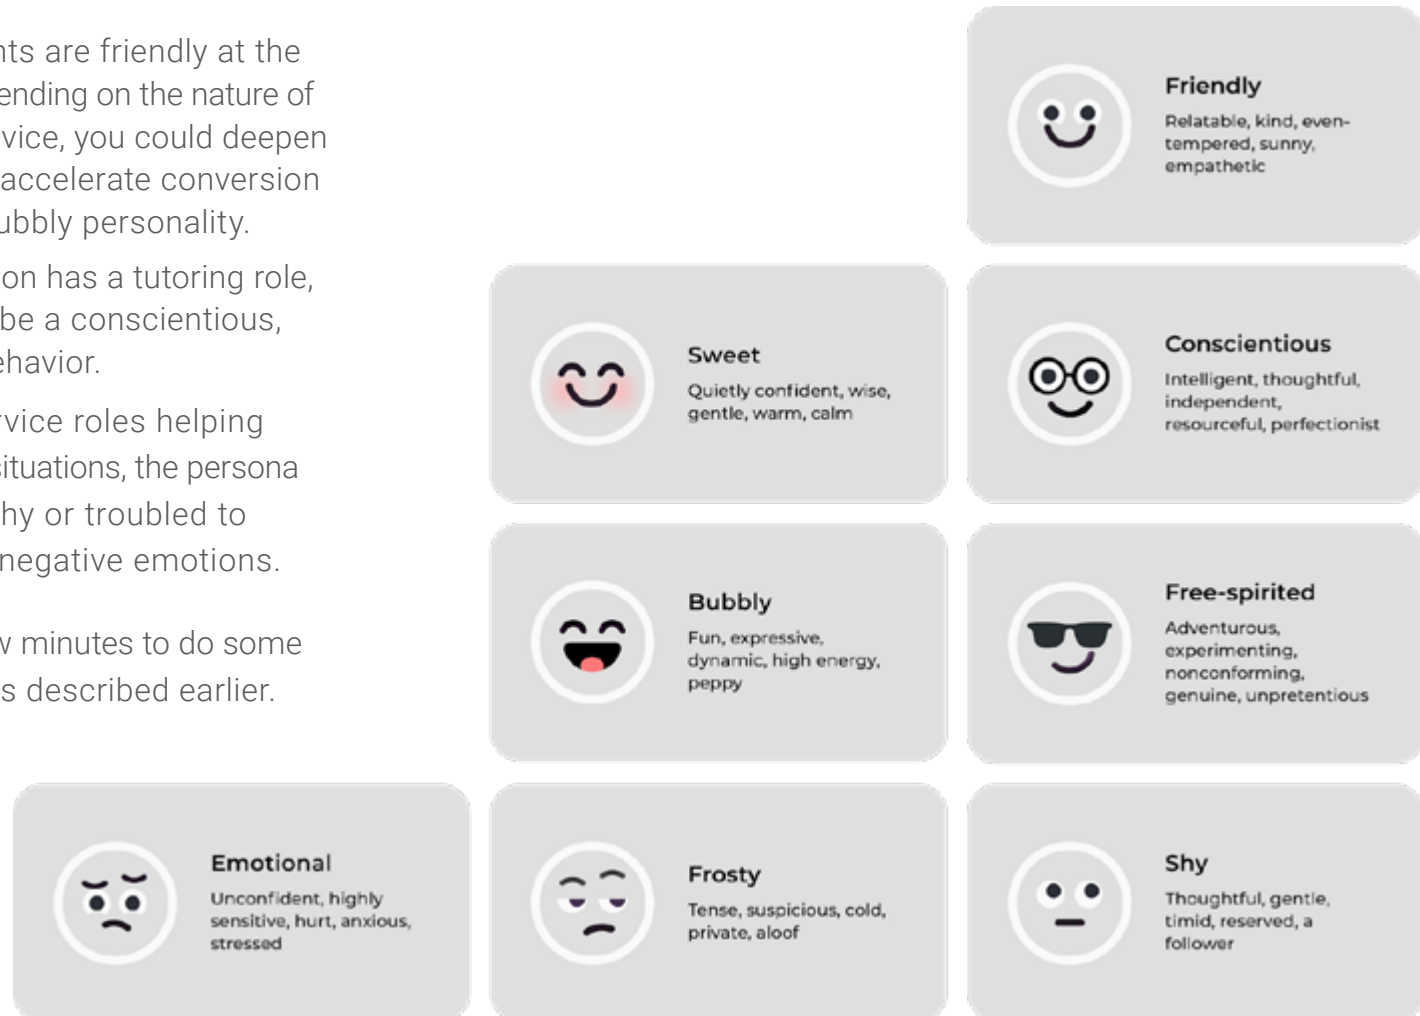 nts are friendly at the
ending on the nature of
vice, you could deepen
accelerate conversion
ubbly personality.
on has a tutoring role,
be a conscientious,
ehavior.
rvice roles helping
situations, the persona
hy or troubled to
negative emotions.
w minutes to do some
s described earlier.
Friendly
Relatable, kind, even-
tempered, sunny,
empathetic
Sweet
Quietly confident, wise,
gentle, warm, calm
Conscientious
Intelligent, thoughtful,
independent,
resourceful, perfectionist
Bubbly
Fun, expressive,
dynamic, high energy,
peppy
Free-spirited
Adventurous,
experimenting,
nonconforming,
genuine, unpretentious
Emotional
Unconfident, highly
sensitive, hurt, anxious,
stressed
Frosty
Tense, suspicious, cold,
private, aloof
Shy
Thoughtful, gentle,
timid, reserved, a
follower